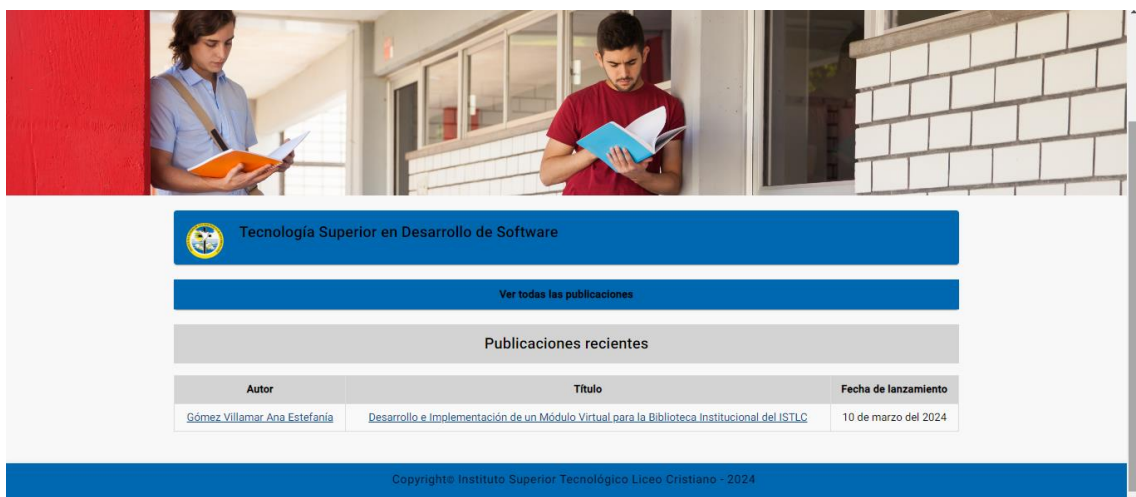 Tecnología Superior en Desarrollo de Software
Ver todas las publicaciones
Publicaciones recientes
Autor Título Fecha de lanzamiento
Gómez Villamar Ana Estefanía Desarrollo e Implementación de un Módulo Virtual para la Biblioteca Institucional del ISTLC 10 de marzo del 2024
Copyright© Instituto Superior Tecnológico Liceo Cristiano - 2024